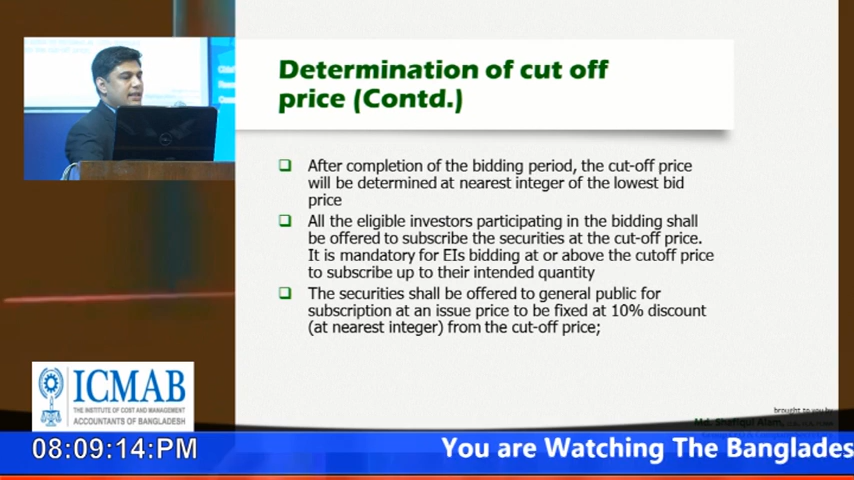 Determination of cut off
price (Contd.)
After completion of the bidding period, the cut-off price
will be determined at nearest integer of the lowest bid
price
All the eligible investors participating in the bidding shall
be offered to subscribe the securities at the cut-off price.
It is mandatory for EIs bidding at or above the cutoff price
to subscribe up to their intended quantity
The securities shall be offered to general public for
subscription at an issue price to be fixed at 10% discount
(at nearest integer) from the cut-off price;
ICMAB
THE INSTITUTE OF COST AND MANAGEMENT
ACCOUNTANTS OF BANGLADESH
brought to you by
Md. Shafiqul Alam,
08:09:14:PM
You are Watching The Banglades